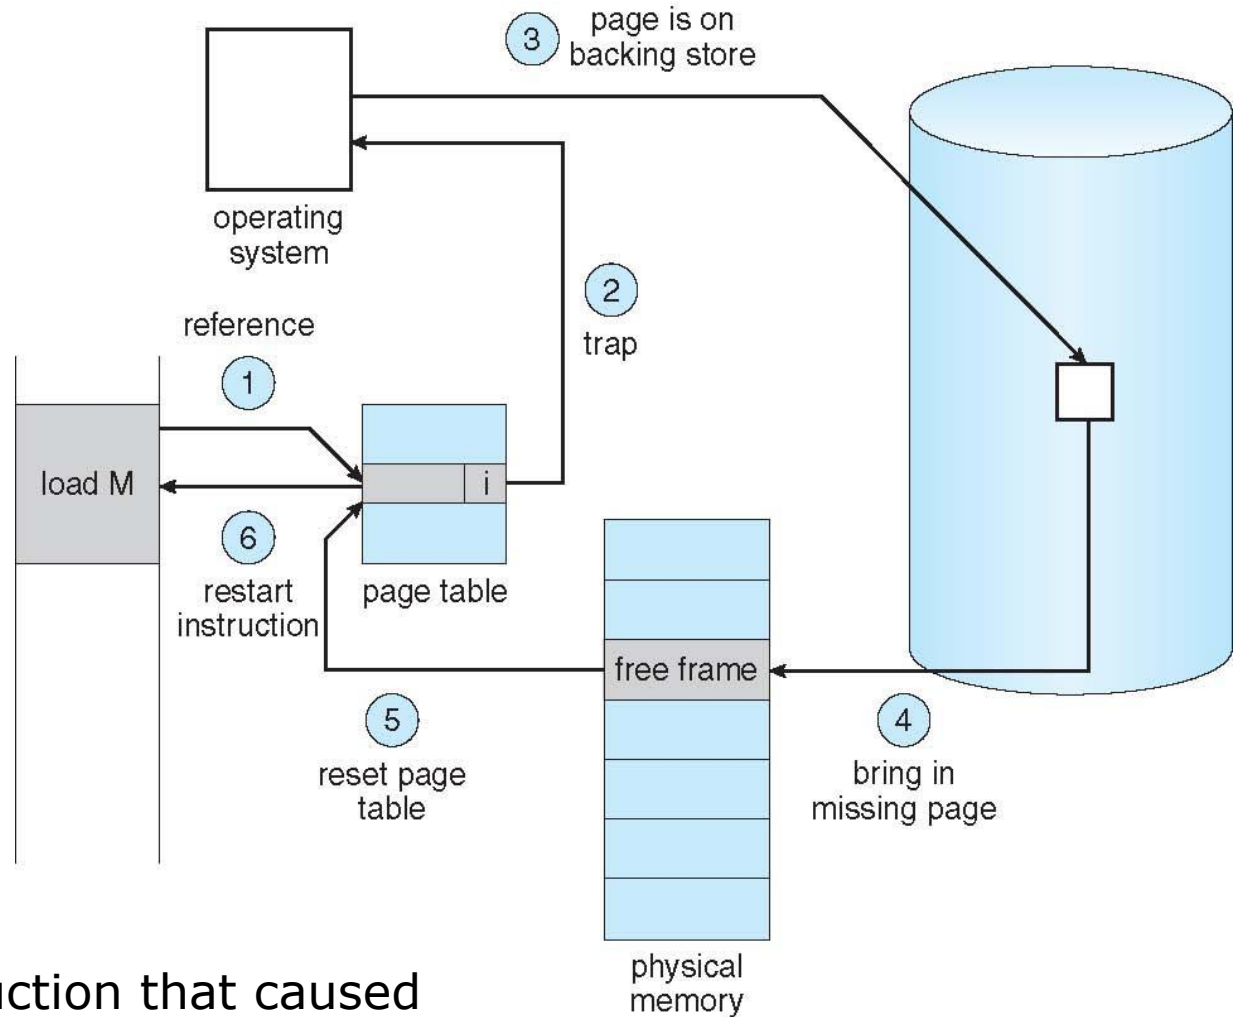 3
page is on
backing store
operating
system
2
trap
reference
1
load M
i
6
restart
instruction
page table
free frame
5
reset page
table
4
bring in
missing page
physical
memory
uction that caused